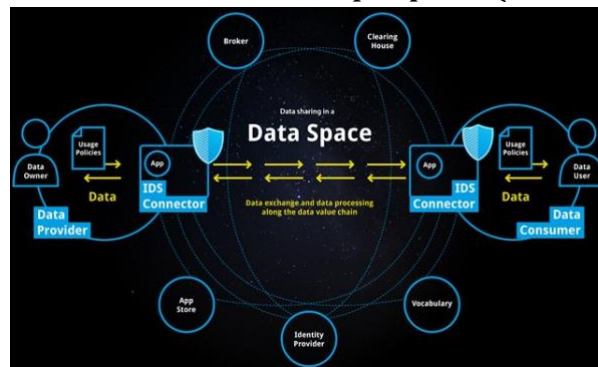 Broker
Clearing
House
Data sharing in a
Data Space
Usage
Policies
App
App
Usage
Policies
Data
Owner
Data
User
Data
IDS
Connector
IDS
Connector
Data
Data
Provider
Data
Consumer
Data exchange and data processing
along the data value chain
App
Store
Vocabulary
Identity
Provider